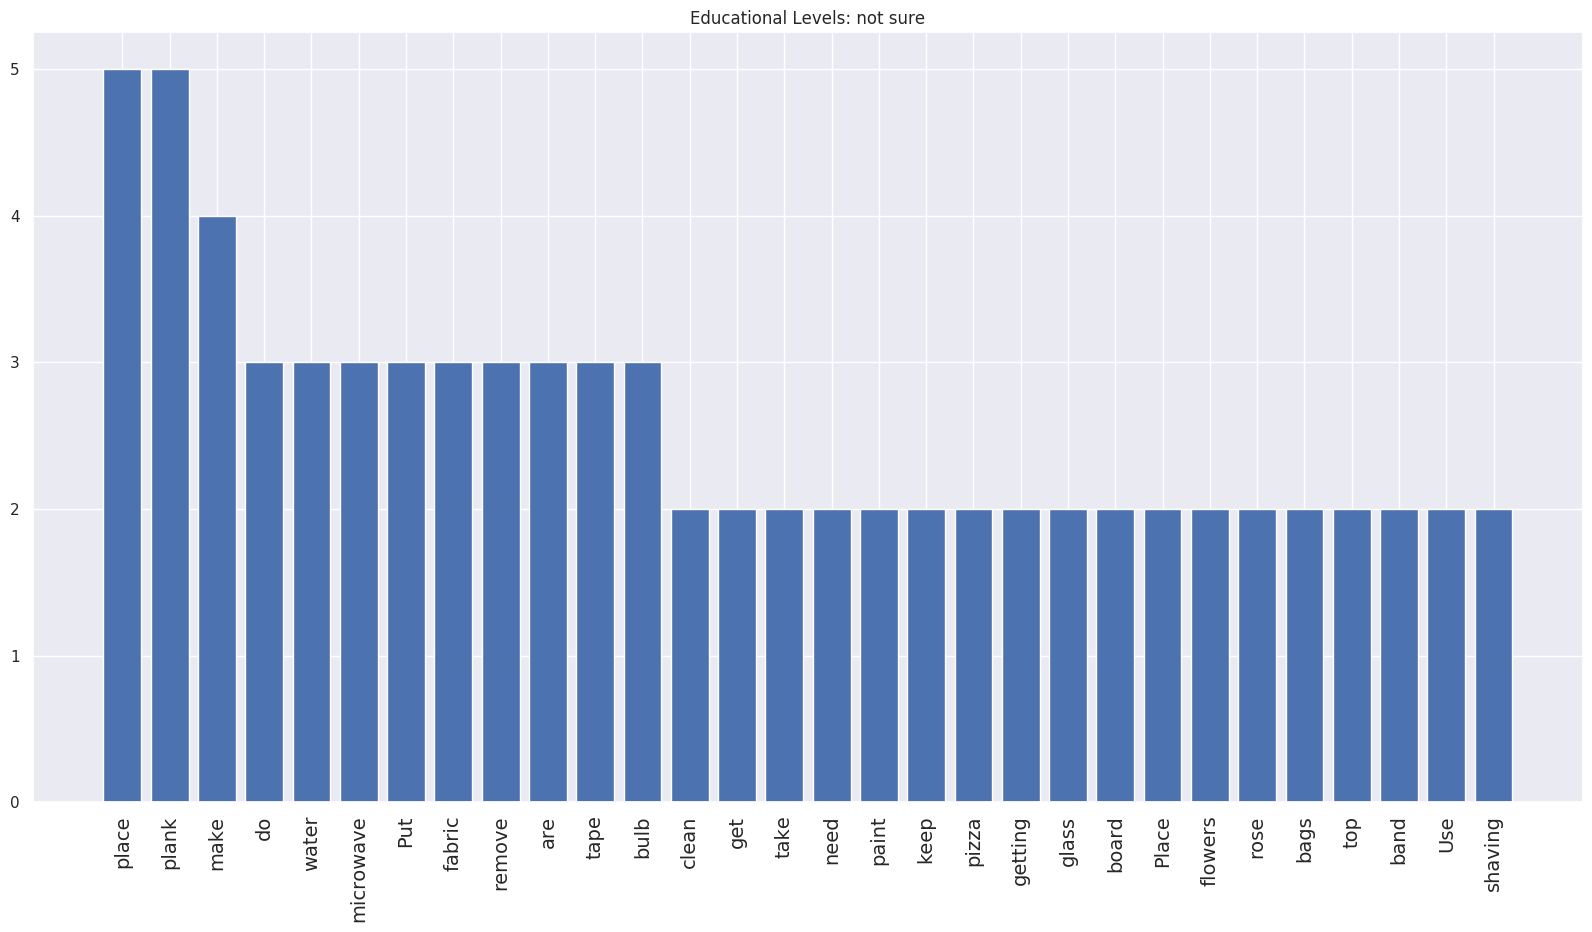 Educational Levels: not sure
5
4
3
2
1
0
place
plank
make
do
water
microwave
Put
fabric
remove
are
tape
bulb
clean
get
take
need
paint
keep
pizza
getting
glass
board
Place
flowers
rose
bags
top
band
Use
shaving